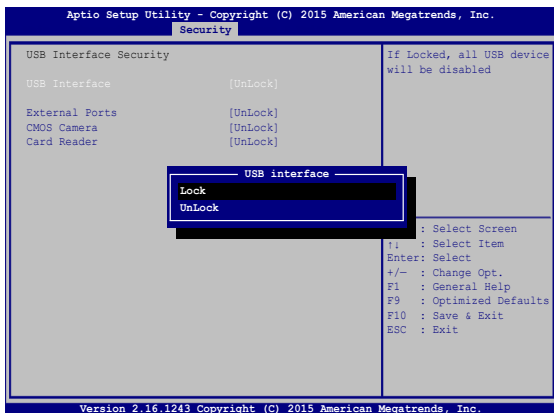 Aptio Setup Utility - Copyright (C) 2015 American Megatrends, Inc.
Security
USB Interface Security
USB Interface [UnLock]
External Ports [UnLock]
CMOS Camera [UnLock]
Card Reader [UnLock]
USB interface
Lock
UnLock
If Locked, all USB device
will be disabled
: Select Screen
↑↓ : Select Item
Enter: Select
+/— : Change Opt.
F1 : General Help
F9 : Optimized Defaults
F10 : Save & Exit
ESC : Exit
Version 2.16.1243 Copyright (C) 2015 American Megatrends, Inc.